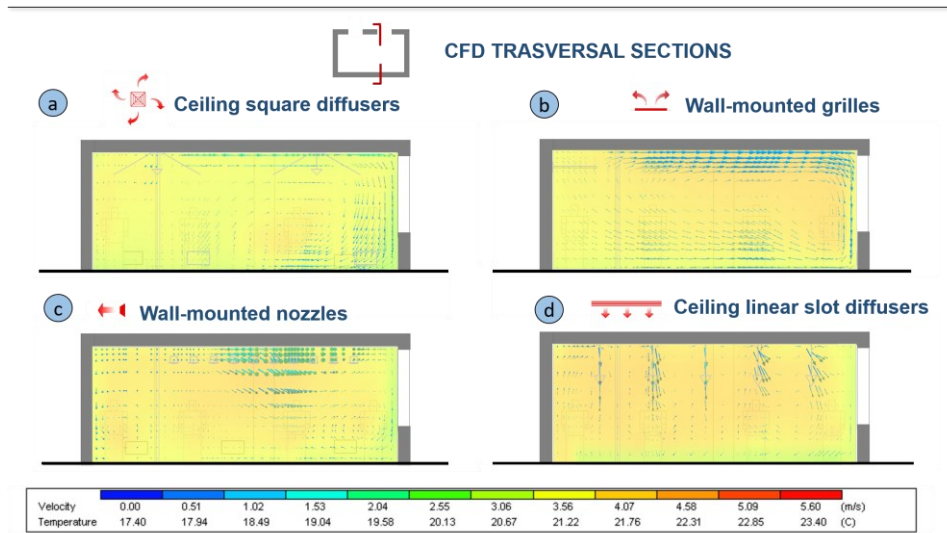 CFD TRASVERSAL SECTIONS
a Ceiling square diffusers
b Wall-mounted grilles
c Wall-mounted nozzles
d Ceiling linear slot diffusers
Velocity 0.00 0.51 1.02 1.53 2.04 2.55 3.06 3.56 4.07 4.58 5.09 5.60 (m/s)
Temperature 17.40 17.94 18.49 19.04 19.58 20.13 20.67 21.22 21.76 22.31 22.85 23.40 (C)